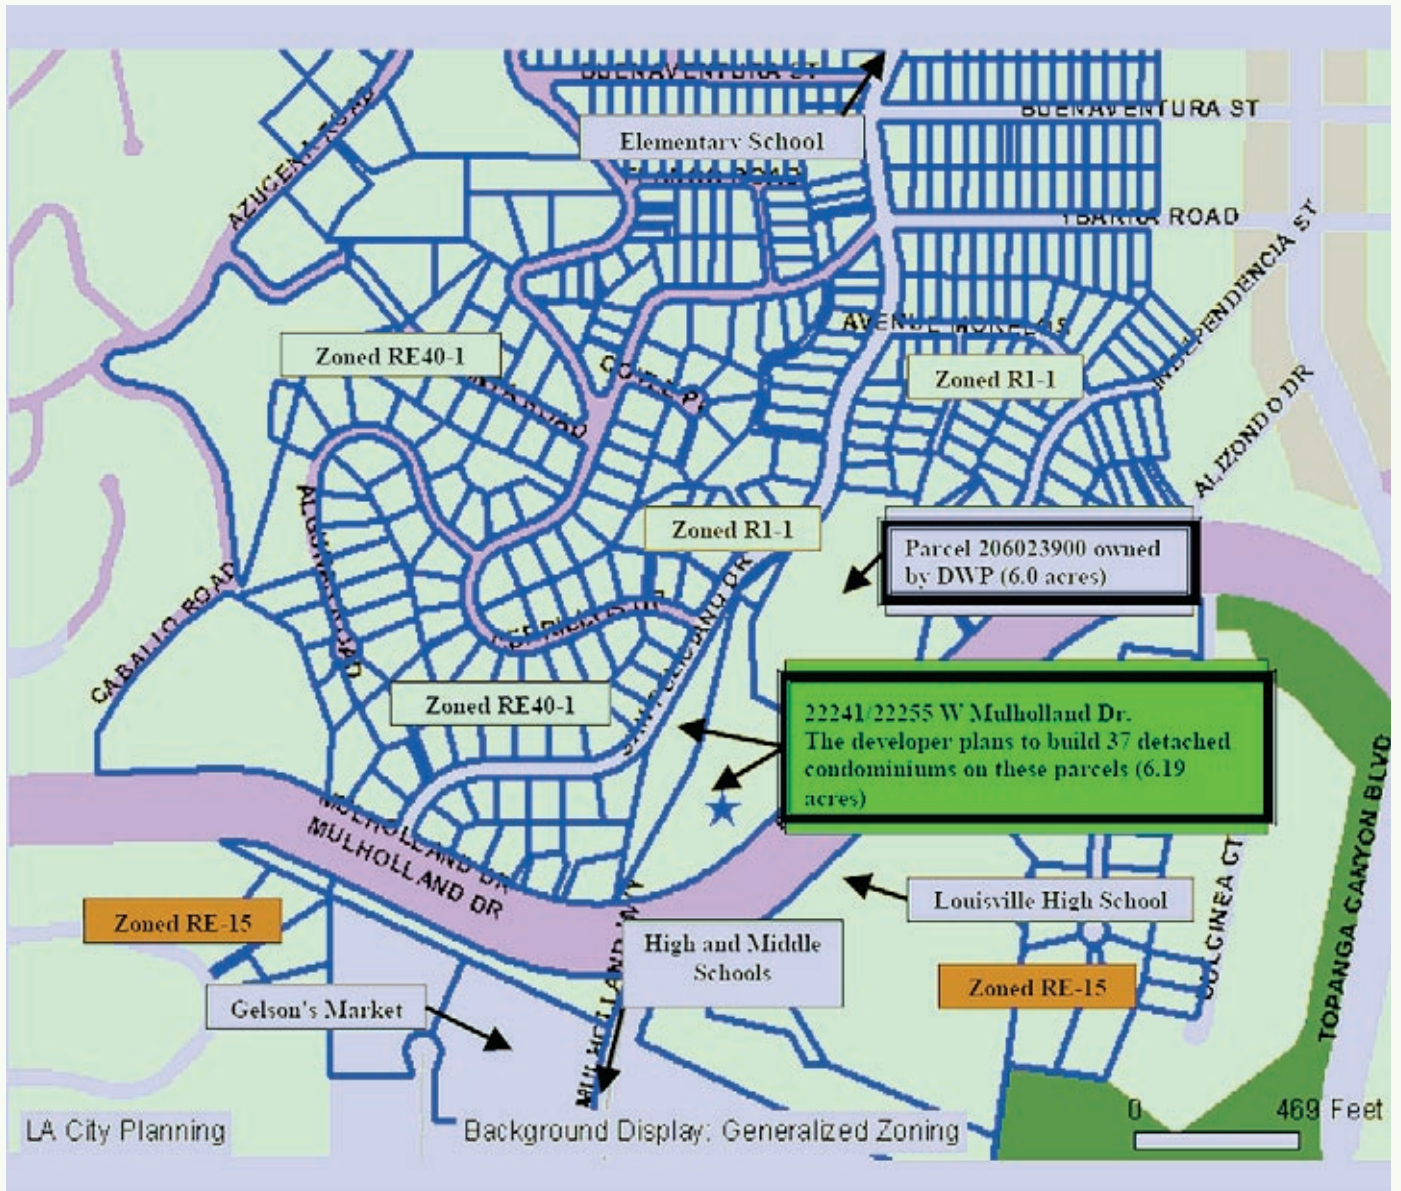 BUENAVENTURA ST
BUENAVENTURA ST
Elementary School
AZUCENA ROAD
YBARRA ROAD
INDEPENDENCIA ST
AVENUE MORELOS
Zoned RE40-1
Zoned R1-1
ALIZONDO DR
Zoned R1-1
Parcel 206023900 owned
by DWP (6.0 acres)
CABALLO ROAD
Zoned RE40-1
SAN FELICIANO DR
22241/22255 W Mulholland Dr.
The developer plans to build 37 detached
condominiums on these parcels (6.19
acres)
MULHOLLAND DR
MULHOLLAND DR
TOPANGA CANYON BLVD
DULCINEA CT
Louisville High School
Zoned RE-15
High and Middle
Schools
Zoned RE-15
Gelson's Market
MULHOLLAND
0
469 Feet
LA City Planning
Background Display: Generalized Zoning